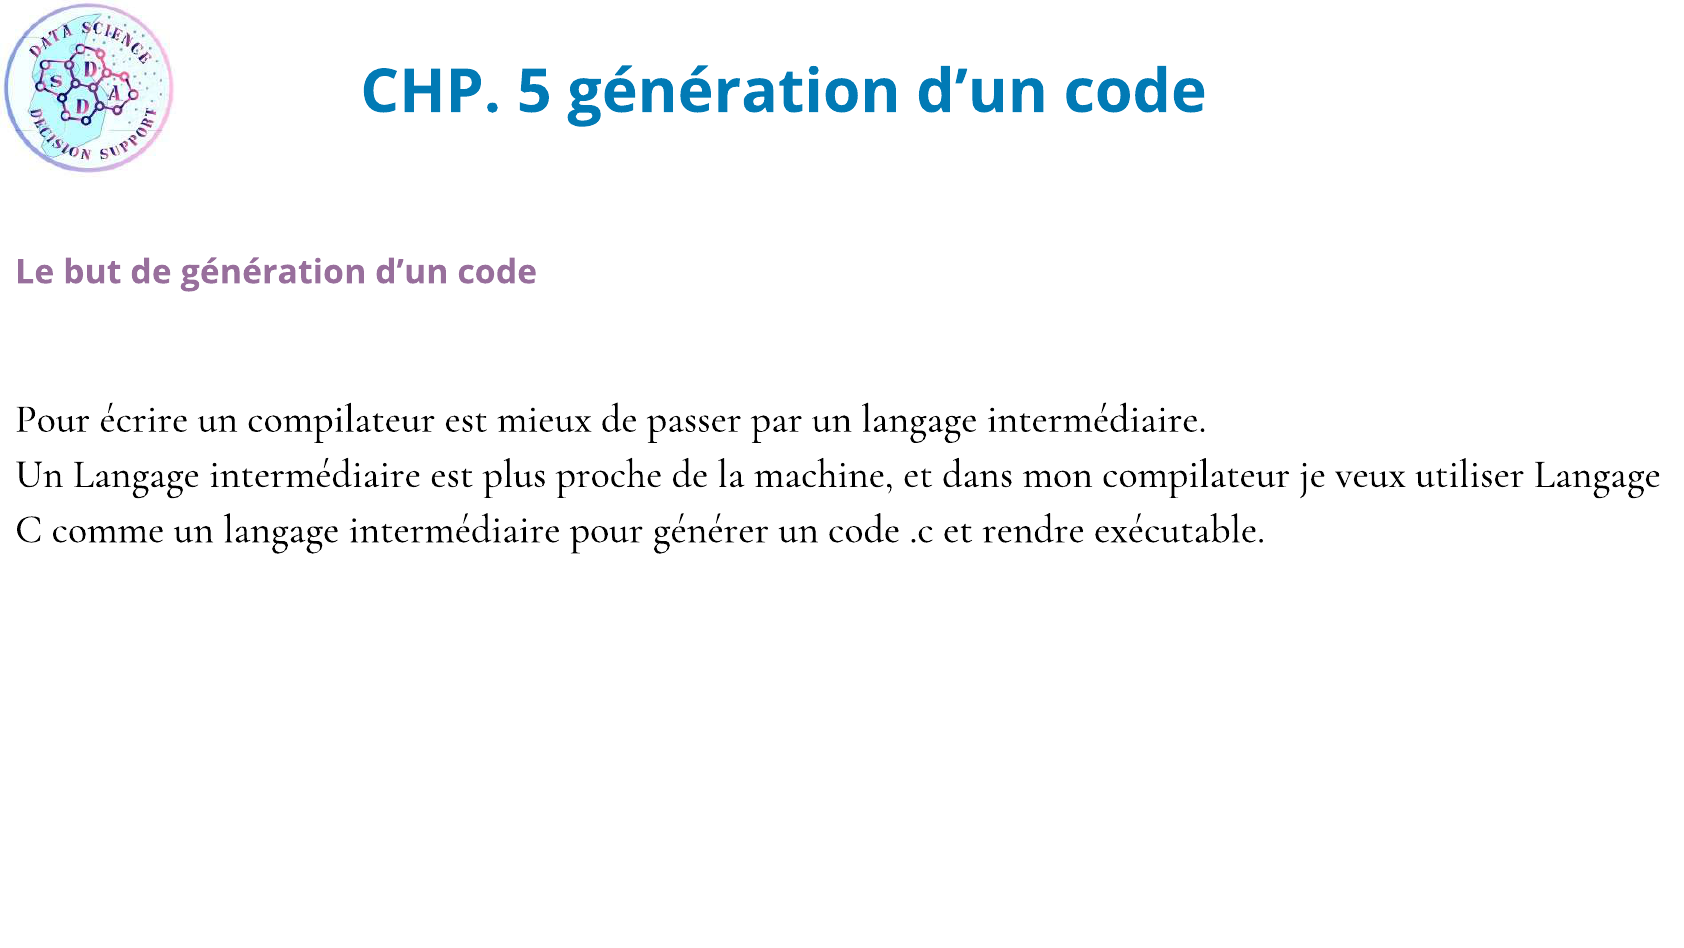 DATA SCIENCE
S D D A
DECISION SUPPORT
CHP. 5 génération d’un code
Le but de génération d’un code
Pour écrire un compilateur est mieux de passer par un langage intermédiaire.
Un Langage intermédiaire est plus proche de la machine, et dans mon compilateur je veux utiliser Langage
C comme un langage intermédiaire pour générer un code .c et rendre exécutable.